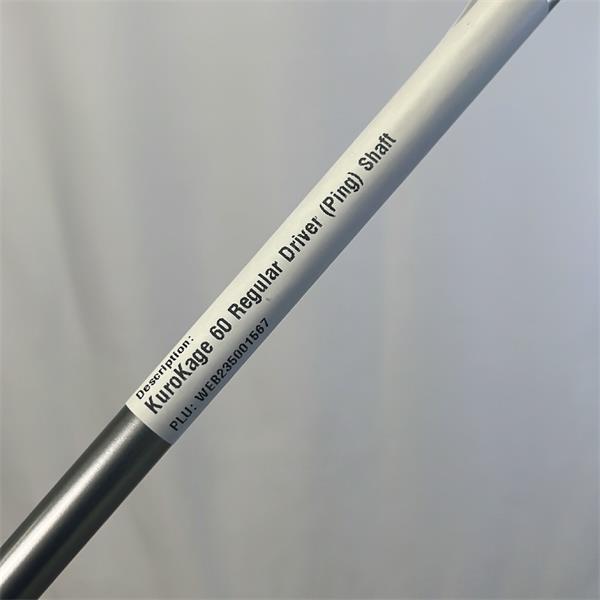 Description:
KuroKage 60 Regular Driver (Ping) Shaft
PLU: WEB235001567